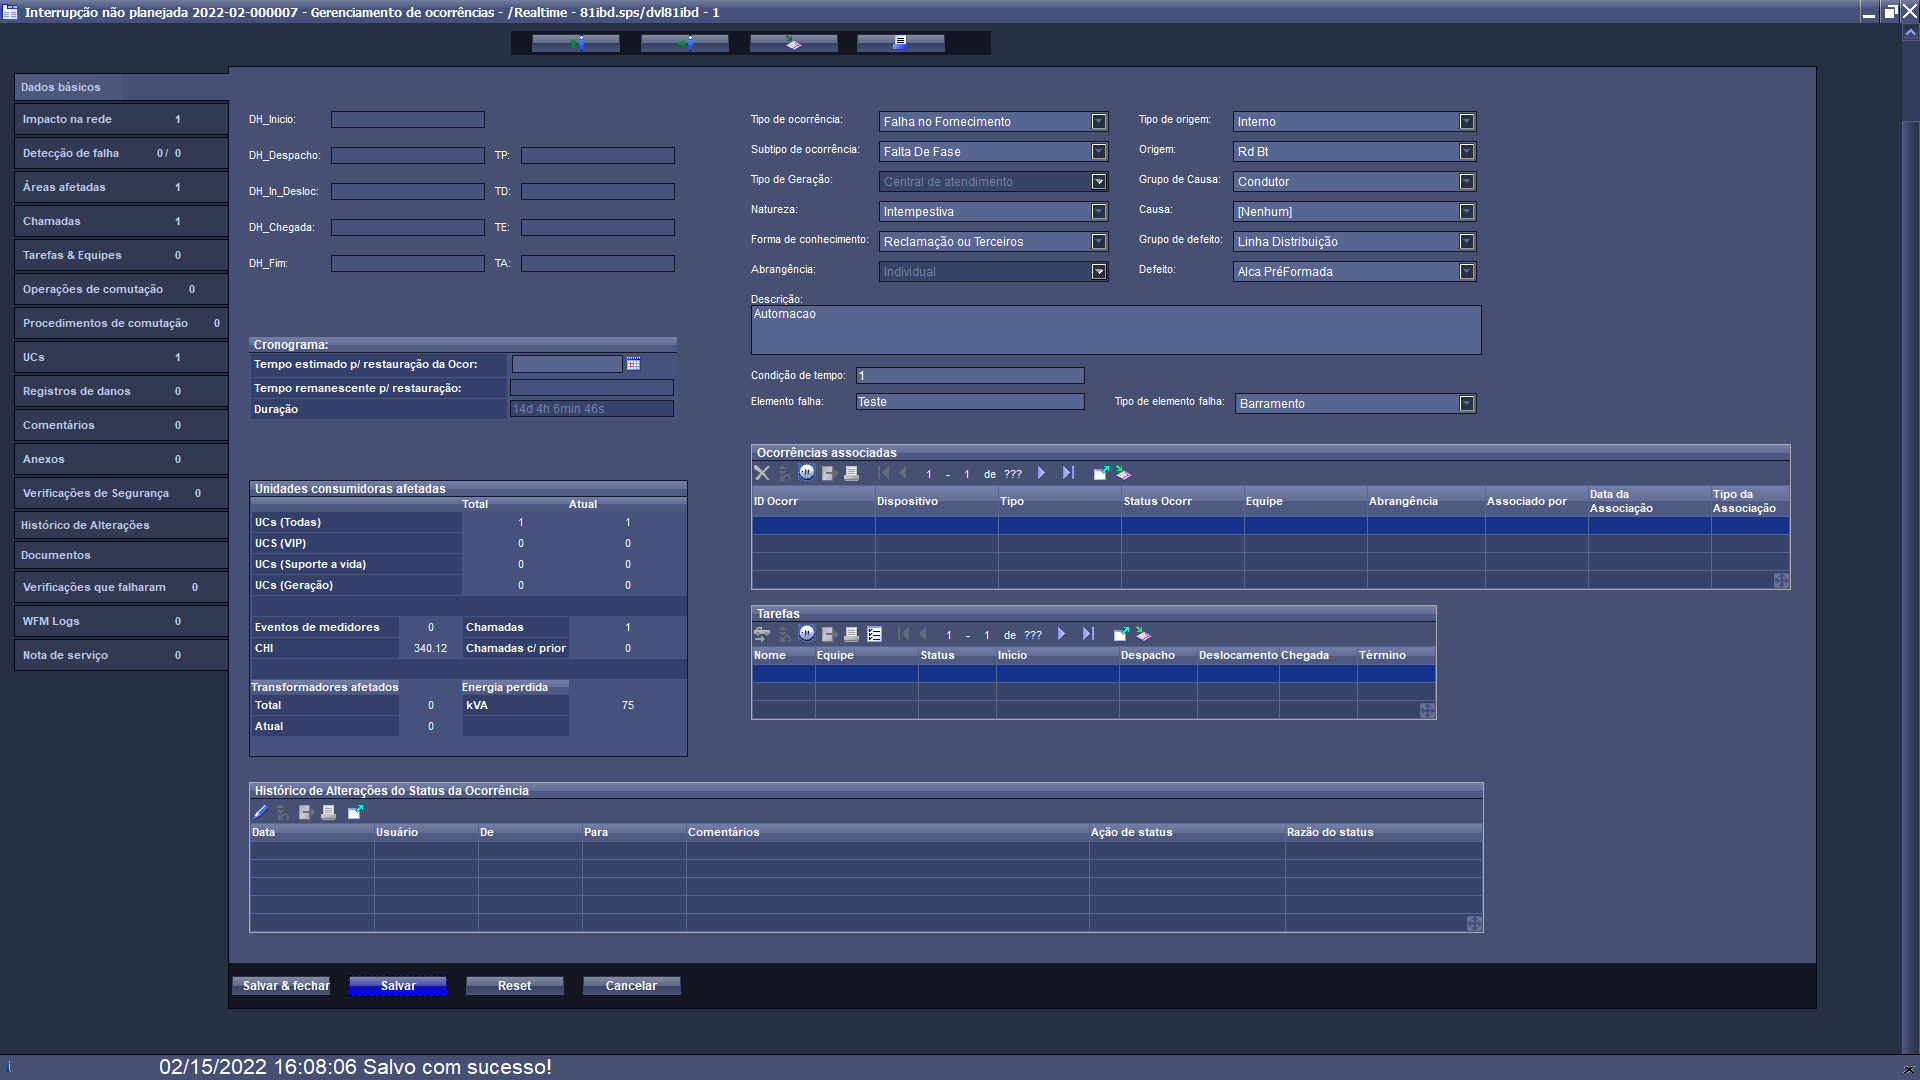 Interrupção não planejada 2022-02-000007 - Gerenciamento de ocorrências - /Realtime - 81ibd.sps/dvl81ibd - 1
Dados básicos
Impacto na rede 1
Detecção de falha 0 / 0
Áreas afetadas 1
Chamadas 1
Tarefas & Equipes 0
Operações de comutação 0
Procedimentos de comutação 0
UCs 1
Registros de danos 0
Comentários 0
Anexos 0
Verificações de Segurança 0
Histórico de Alterações
Documentos
Verificações que falharam 0
WFM Logs 0
Nota de serviço 0
DH_Inicio:
DH_Despacho: TP:
DH_In_Desloc: TD:
DH_Chegada: TE:
DH_Fim: TA:
Cronograma:
Tempo estimado p/ restauração da Ocor:
Tempo remanescente p/ restauração:
Duração 14d 4h 6min 46s
Unidades consumidoras afetadas
Total Atual
UCs (Todas) 1 1
UCS (VIP) 0 0
UCs (Suporte a vida) 0 0
UCs (Geração) 0 0
Eventos de medidores 0 Chamadas 1
CHI 340.12 Chamadas c/ prior 0
Transformadores afetados Energia perdida
Total 0 kVA 75
Atual 0
Tipo de ocorrência: Falha no Fornecimento Tipo de origem: Interno
Subtipo de ocorrência: Falta De Fase Origem: Rd Bt
Tipo de Geração: Central de atendimento Grupo de Causa: Condutor
Natureza: Intempestiva Causa: [Nenhum]
Forma de conhecimento: Reclamação ou Terceiros Grupo de defeito: Linha Distribuição
Abrangência: Individual Defeito: Alca PréFormada
Descrição:
Automacao
Condição de tempo: 1
Elemento falha: Teste Tipo de elemento falha: Barramento
Ocorrências associadas
1 - 1 de ???
ID Ocorr Dispositivo Tipo Status Ocorr Equipe Abrangência Associado por Data da Associação Tipo da Associação
Tarefas
1 - 1 de ???
Nome Equipe Status Início Despacho Deslocamento Chegada Término
Histórico de Alterações do Status da Ocorrência
Data Usuário De Para Comentários Ação de status Razão do status
Salvar & fechar Salvar Reset Cancelar
02/15/2022 16:08:06 Salvo com sucesso!